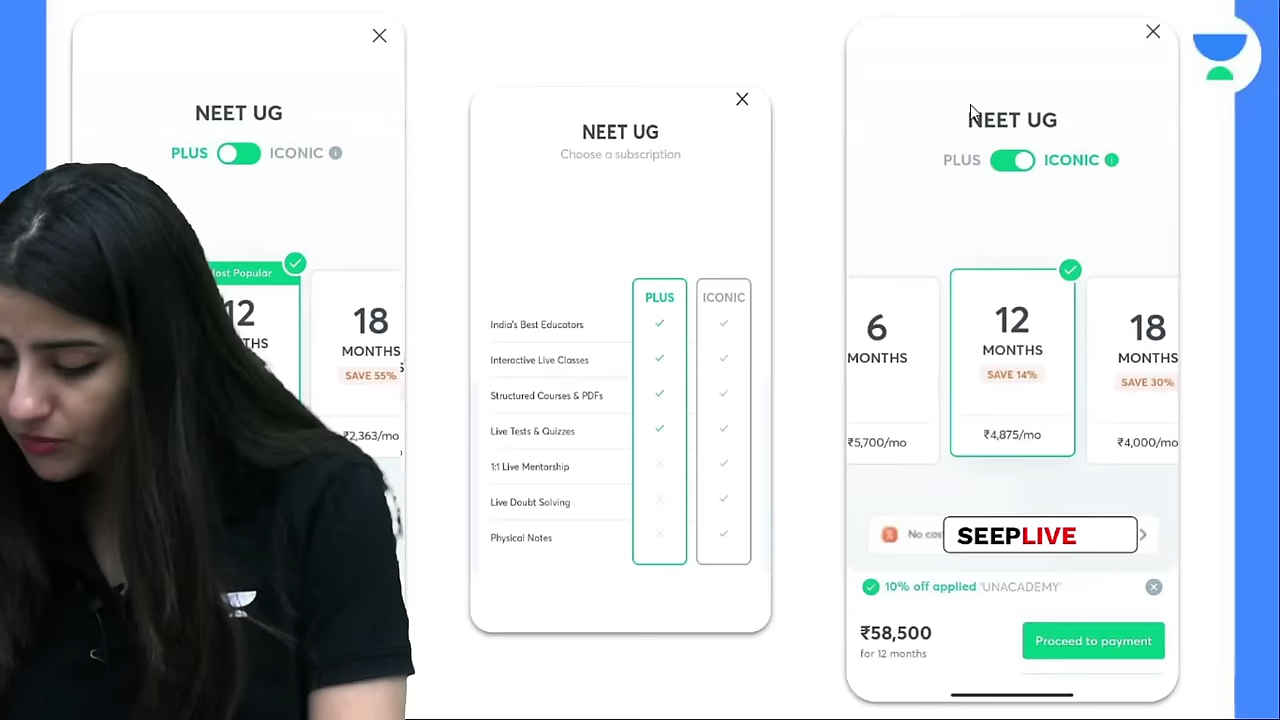 NEET UG
PLUS ICONIC
Most Popular
12
18
MONTHS
SAVE 55%
₹2,363/mo
NEET UG
Choose a subscription
PLUS ICONIC
India's Best Educators
Interactive Live Classes
Structured Courses & PDFs
Live Tests & Quizzes
1:1 Live Mentorship
Live Doubt Solving
Physical Notes
NEET UG
PLUS ICONIC
6 12 18
MONTHS MONTHS MONTHS
SAVE 14% SAVE 30%
₹5,700/mo ₹4,875/mo ₹4,000/mo
No
SEEPLIVE
10% off applied 'UNACADEMY'
₹58,500
for 12 months
Proceed to payment